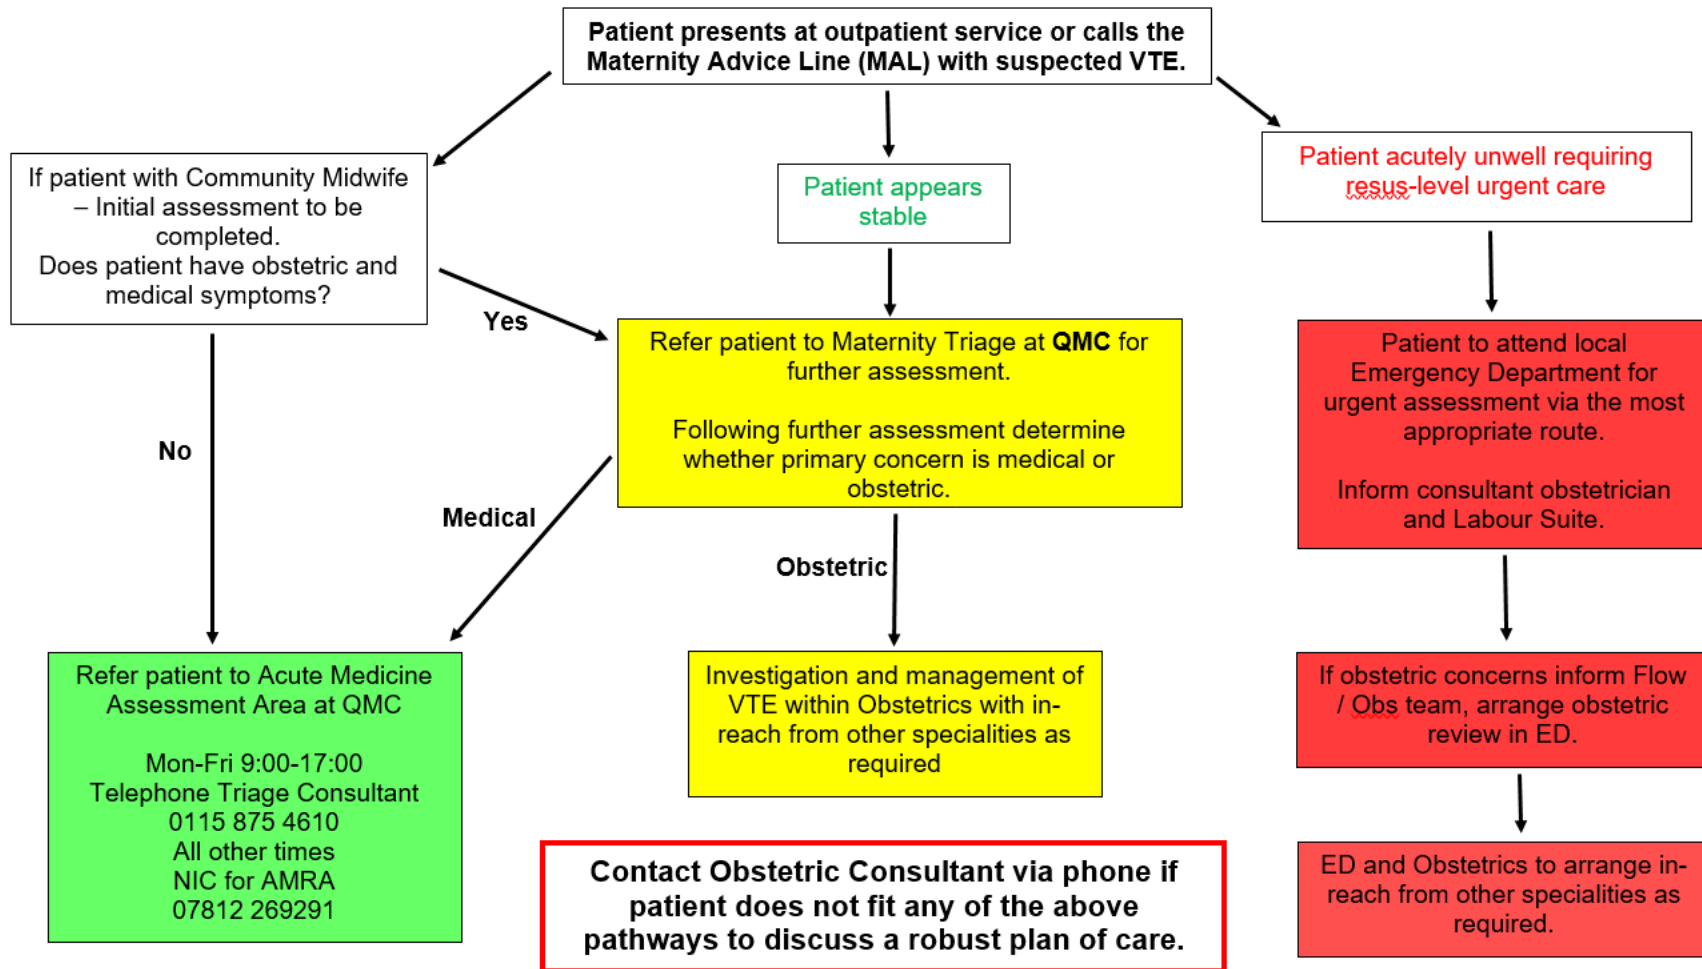 Patient presents at outpatient service or calls the
Maternity Advice Line (MAL) with suspected VTE.
If patient with Community Midwife
– Initial assessment to be
completed.
Does patient have obstetric and
medical symptoms?
Patient appears
stable
Patient acutely unwell requiring
resus-level urgent care
Yes
No
Refer patient to Maternity Triage at QMC for
further assessment.
Following further assessment determine
whether primary concern is medical or
obstetric.
Patient to attend local
Emergency Department for
urgent assessment via the most
appropriate route.
Inform consultant obstetrician
and Labour Suite.
Medical
Obstetric
Refer patient to Acute Medicine
Assessment Area at QMC
Mon-Fri 9:00-17:00
Telephone Triage Consultant
0115 875 4610
All other times
NIC for AMRA
07812 269291
Investigation and management of
VTE within Obstetrics with in-
reach from other specialities as
required
If obstetric concerns inform Flow
/ Obs team, arrange obstetric
review in ED.
Contact Obstetric Consultant via phone if
patient does not fit any of the above
pathways to discuss a robust plan of care.
ED and Obstetrics to arrange in-
reach from other specialities as
required.